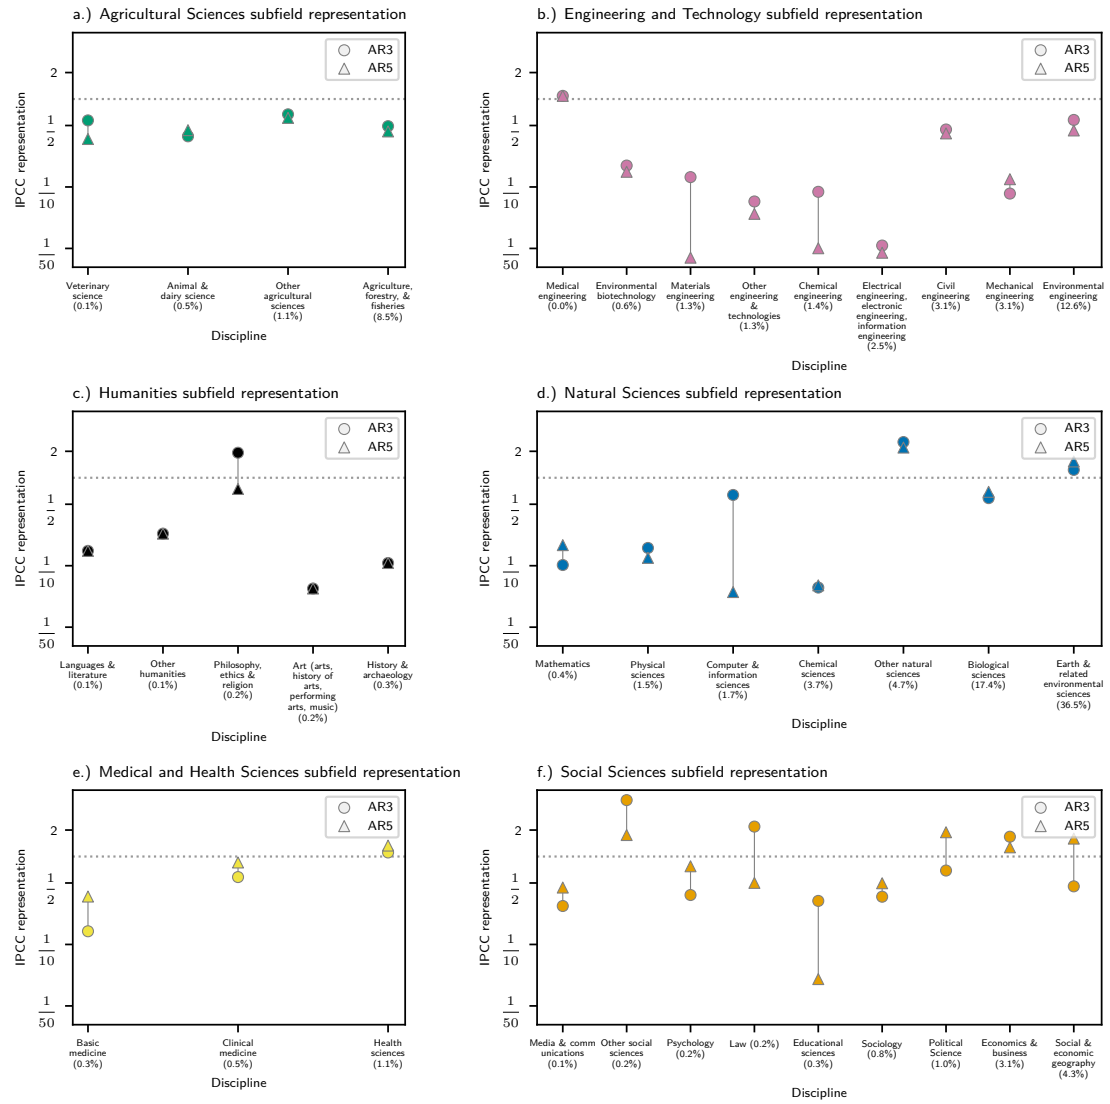 a.) Agricultural Sciences subfield representation
IPCC representation
2
1/2
1/10
1/50
AR3
AR5
Veterinary
science
(0.1%)
Animal &
dairy science
(0.5%)
Other
agricultural
sciences
(1.1%)
Agriculture,
forestry, &
fisheries
(8.5%)
Discipline
b.) Engineering and Technology subfield representation
IPCC representation
2
1/2
1/10
1/50
AR3
AR5
Medical
engineering
(0.0%)
Environmental
biotechnology
(0.6%)
Materials
engineering
(1.3%)
Other
engineering
&
technologies
(1.3%)
Chemical
engineering
(1.4%)
Electrical
engineering,
electronic
engineering,
information
engineering
(2.5%)
Civil
engineering
(3.1%)
Mechanical
engineering
(3.1%)
Environmental
engineering
(12.6%)
Discipline
c.) Humanities subfield representation
IPCC representation
2
1/2
1/10
1/50
AR3
AR5
Languages &
literature
(0.1%)
Other
humanities
(0.1%)
Philosophy,
ethics &
religion
(0.2%)
Art (arts,
history of
arts,
performing
arts, music)
(0.2%)
History &
archaeology
(0.3%)
Discipline
d.) Natural Sciences subfield representation
IPCC representation
2
1/2
1/10
1/50
AR3
AR5
Mathematics
(0.4%)
Physical
sciences
(1.5%)
Computer &
information
sciences
(1.7%)
Chemical
sciences
(3.7%)
Other natural
sciences
(4.7%)
Biological
sciences
(17.4%)
Earth &
related
environmental
sciences
(36.5%)
Discipline
e.) Medical and Health Sciences subfield representation
IPCC representation
2
1/2
1/10
1/50
AR3
AR5
Basic
medicine
(0.3%)
Clinical
medicine
(0.5%)
Health
sciences
(1.1%)
Discipline
f.) Social Sciences subfield representation
IPCC representation
2
1/2
1/10
1/50
AR3
AR5
Media & comm
unications
(0.1%)
Other social
sciences
(0.2%)
Psychology
(0.2%)
Law (0.2%)
Educational
sciences
(0.3%)
Sociology
(0.8%)
Political
Science
(1.0%)
Economics &
business
(3.1%)
Social &
economic
geography
(4.3%)
Discipline